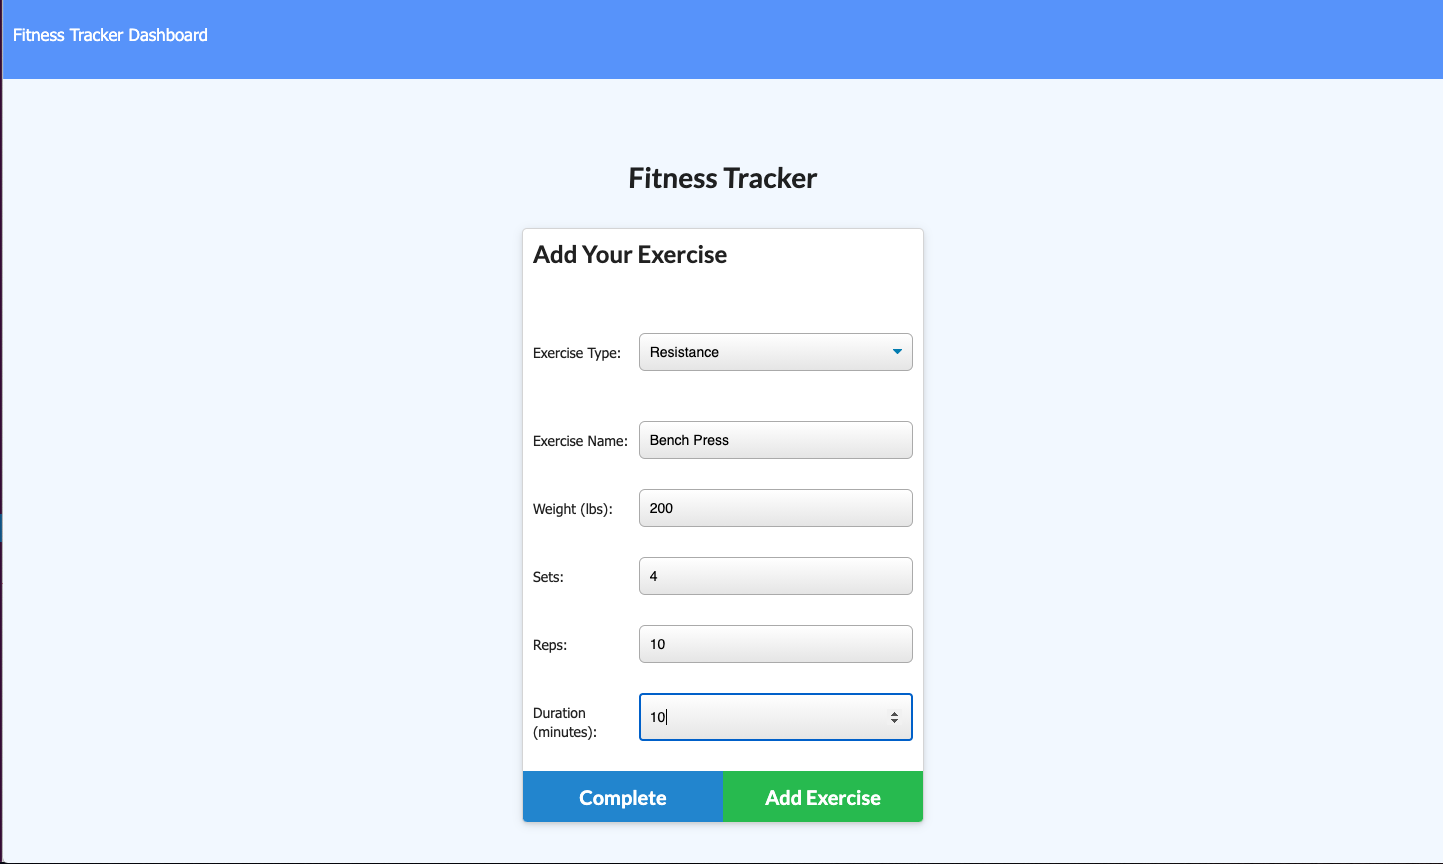 Fitness Tracker Dashboard
Fitness Tracker
Add Your Exercise
Exercise Type: Resistance
Exercise Name: Bench Press
Weight (lbs): 200
Sets: 4
Reps: 10
Duration
(minutes): 10
Complete Add Exercise